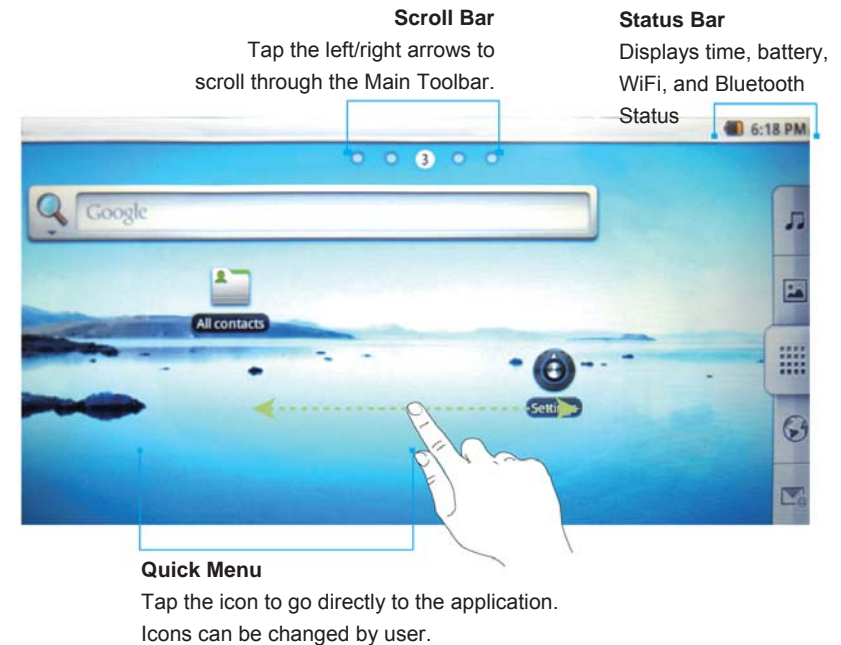 Scroll Bar
Tap the left/right arrows to
scroll through the Main Toolbar.
Status Bar
Displays time, battery,
WiFi, and Bluetooth
Status
6:18 PM
3
Google
All contacts
Quick Menu
Tap the icon to go directly to the application.
Icons can be changed by user.